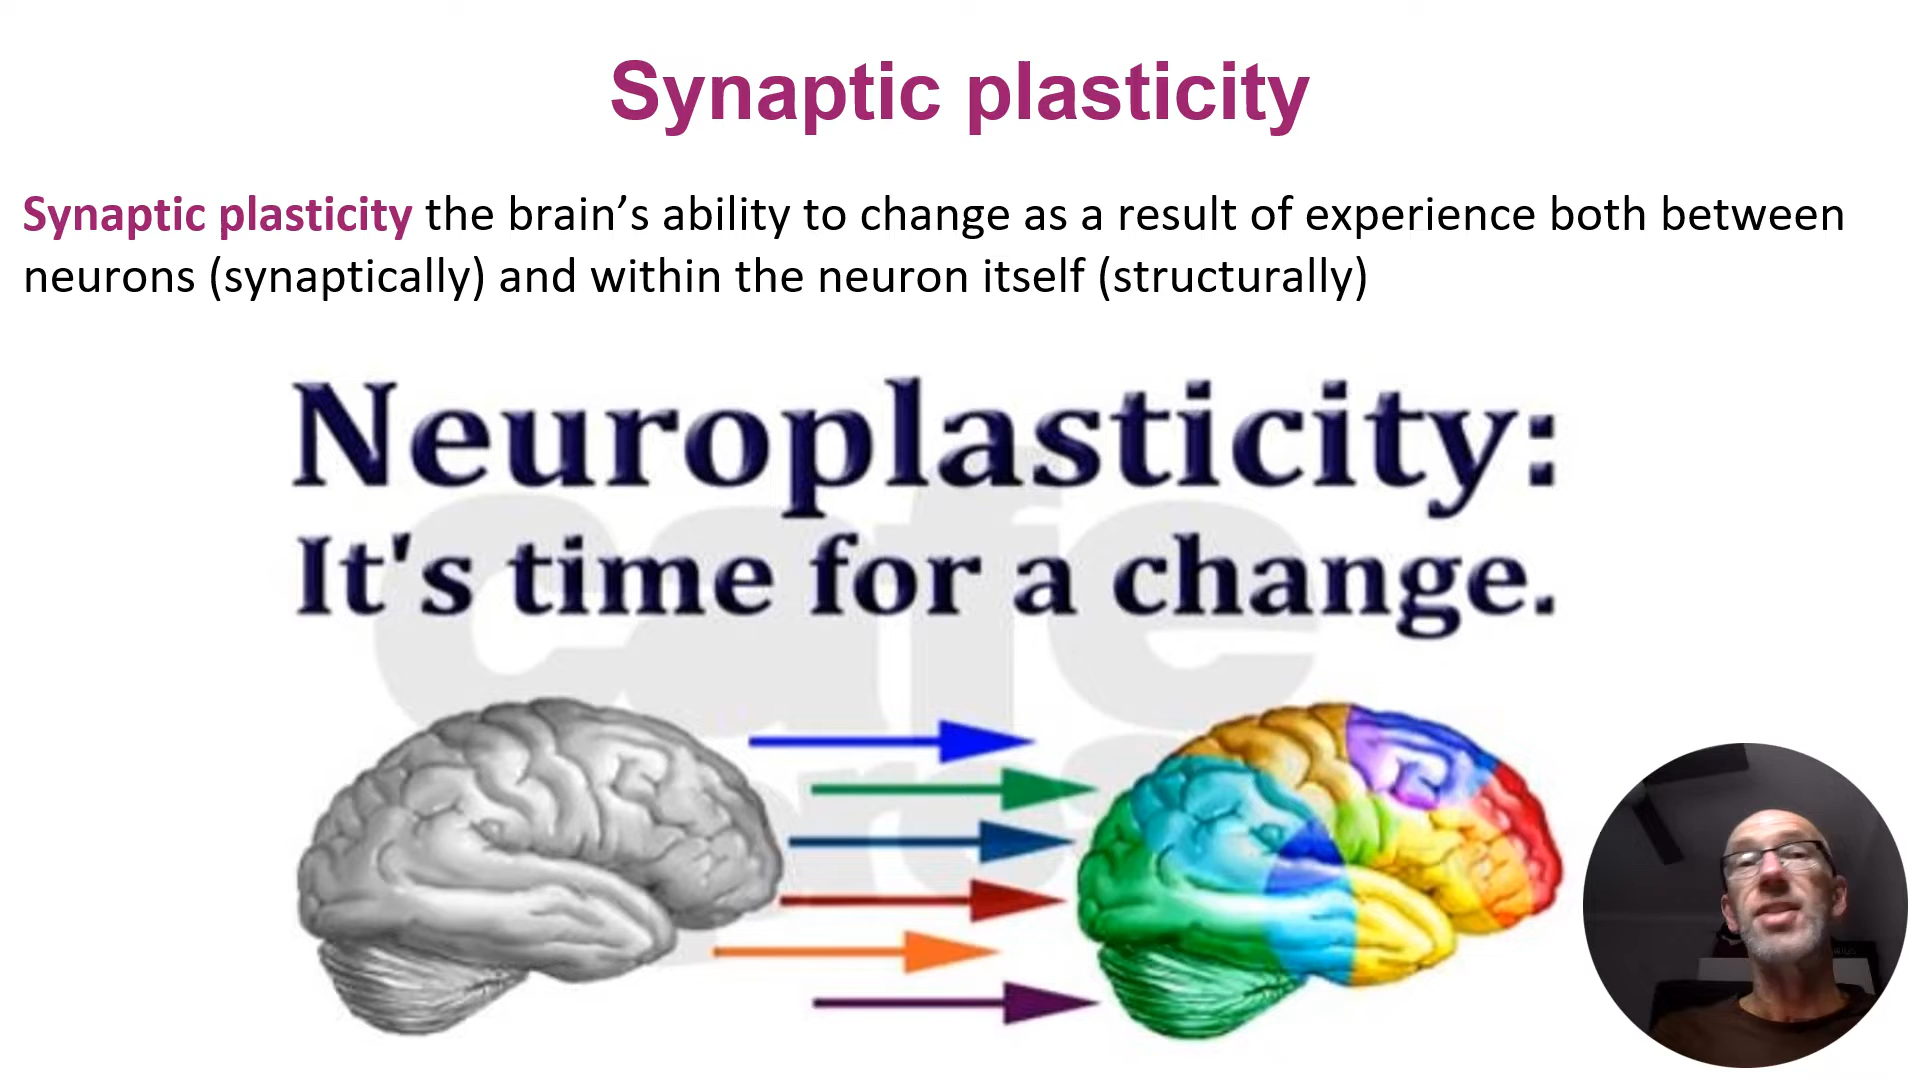 Synaptic plasticity
Synaptic plasticity the brain’s ability to change as a result of experience both between
neurons (synaptically) and within the neuron itself (structurally)
Neuroplasticity:
It's time for a change.
cafe